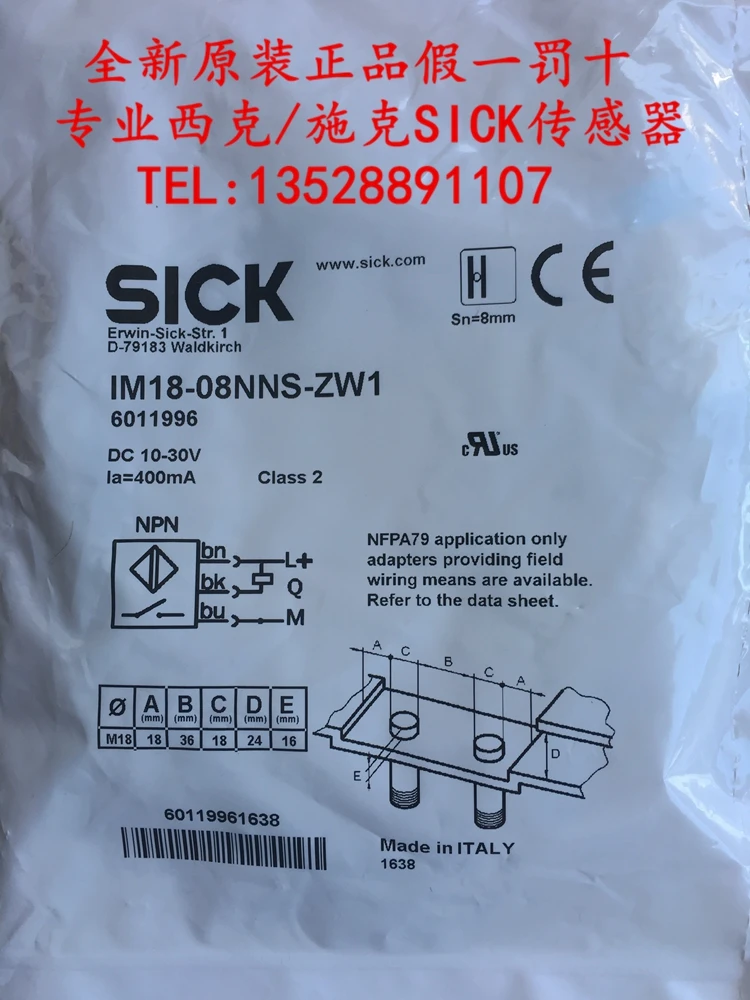 全新原装正品假一罚十
专业西克/施克SICK传感器
TEL:13528891107
SICK
www.sick.com
Erwin-Sick-Str. 1
D-79183 Waldkirch
Sn=8mm
CE
IM18-08NNS-ZW1
6011996
DC 10-30V
Ia=400mA
Class 2
c RU US
NPN
bn
L+
bk
Q
bu
M
NFPA79 application only
adapters providing field
wiring means are available.
Refer to the data sheet.
A C B C A
D
E
Ø A (mm) B (mm) C (mm) D (mm) E (mm)
M18 18 36 18 24 16
60119961638
Made in ITALY
1638